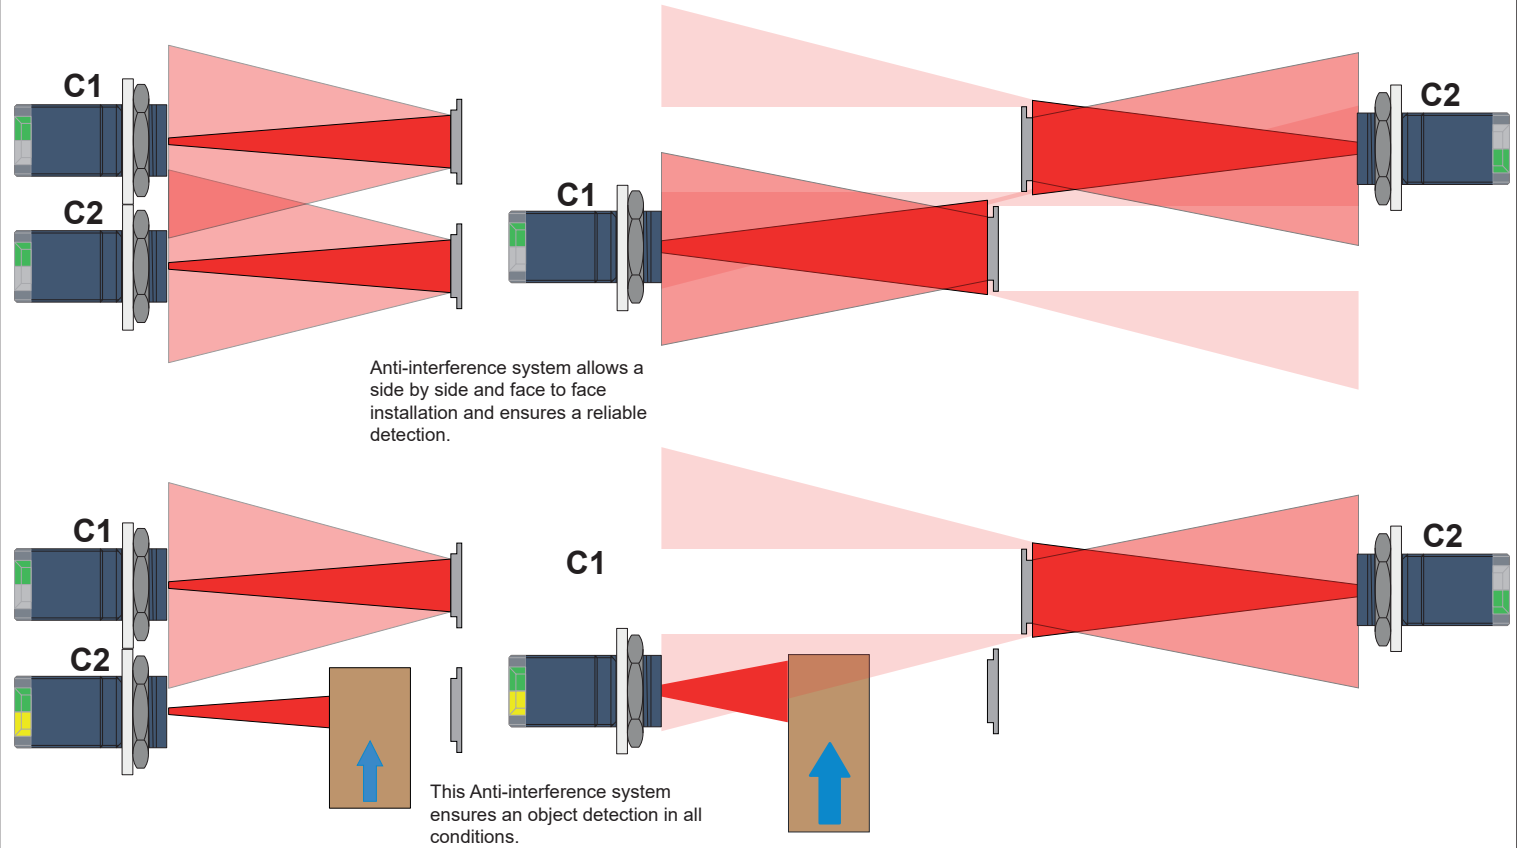 C1
C2
C1
C2
Anti-interference system allows a
side by side and face to face
installation and ensures a reliable
detection.
C1
C2
C1
C2
This Anti-interference system
ensures an object detection in all
conditions.